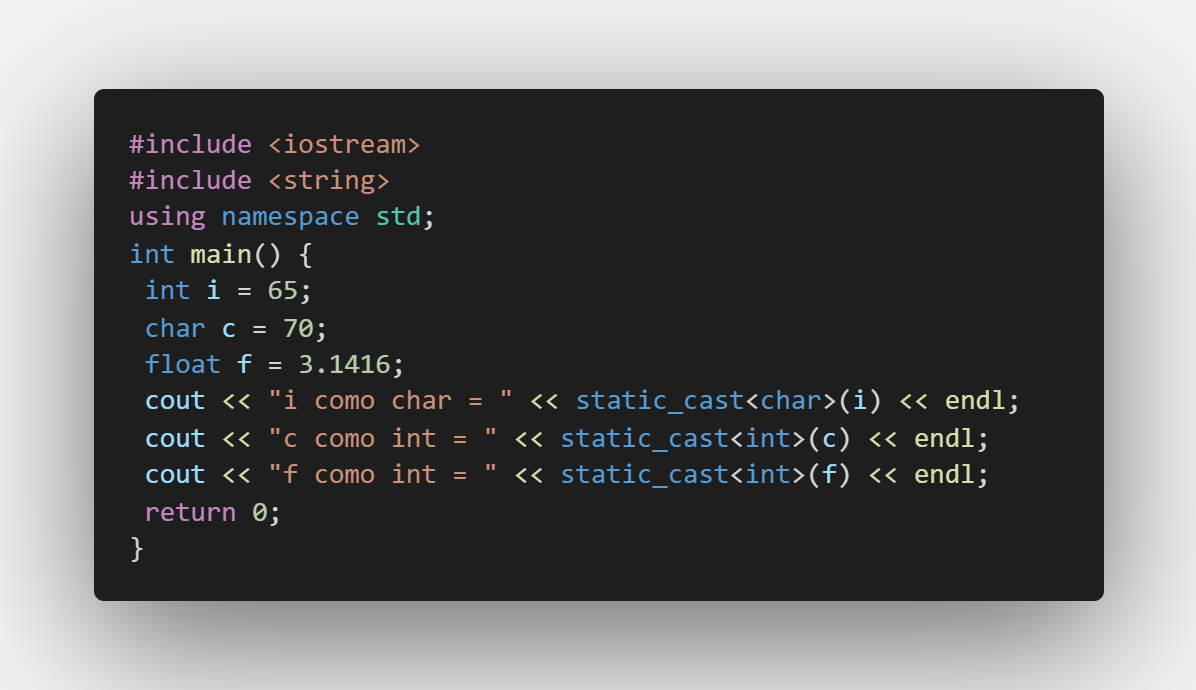 #include <iostream>
#include <string>
using namespace std;
int main() {
 int i = 65;
 char c = 70;
 float f = 3.1416;
 cout << "i como char = " << static_cast<char>(i) << endl;
 cout << "c como int = " << static_cast<int>(c) << endl;
 cout << "f como int = " << static_cast<int>(f) << endl;
 return 0;
}